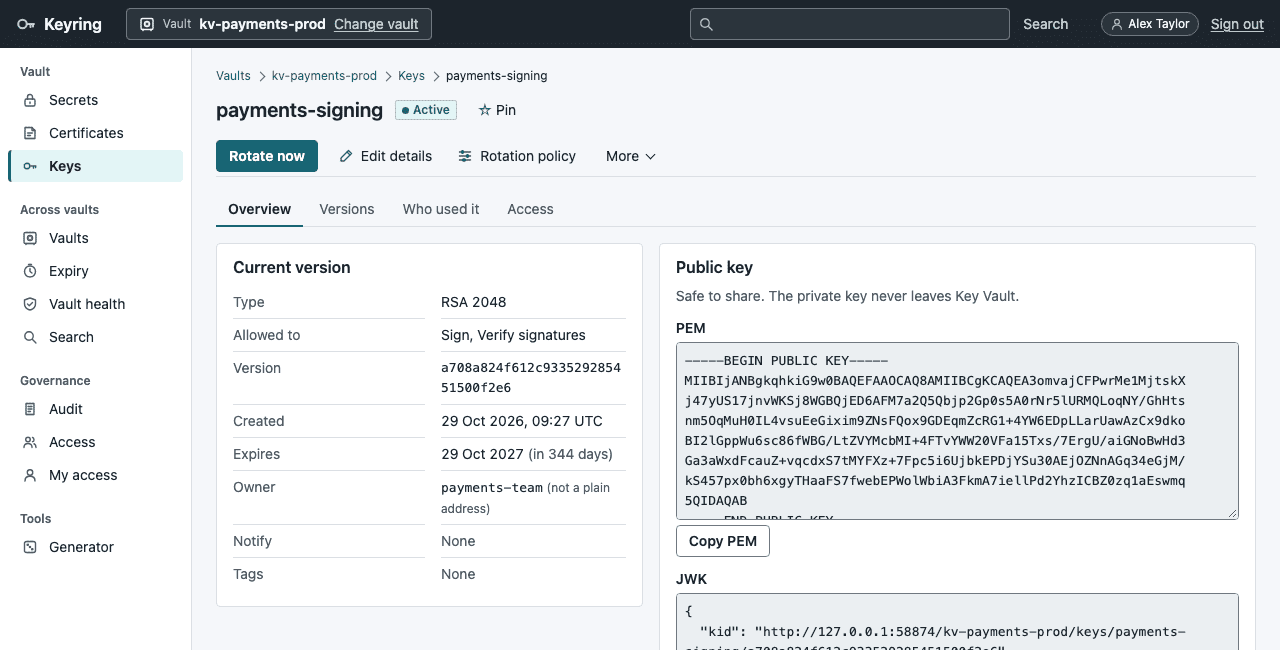 Keyring
Vault kv-payments-prod Change vault
Search
Alex Taylor
Sign out
Vault
Secrets
Certificates
Keys
Across vaults
Vaults
Expiry
Vault health
Search
Governance
Audit
Access
My access
Tools
Generator
Vaults > kv-payments-prod > Keys > payments-signing
payments-signing
Active
Pin
Rotate now
Edit details
Rotation policy
More
Overview
Versions
Who used it
Access
Current version
Type RSA 2048
Allowed to Sign, Verify signatures
Version a708a824f612c9335292854
51500f2e6
Created 29 Oct 2026, 09:27 UTC
Expires 29 Oct 2027 (in 344 days)
Owner payments-team (not a plain
address)
Notify None
Tags None
Public key
Safe to share. The private key never leaves Key Vault.
PEM
-----BEGIN PUBLIC KEY-----
MIIBIjANBgkqhkiG9w0BAQEFAAOCAQ8AMIIBCgKCAQEA3omvajCFPwrMe1MjtskX
j47yUS17jnvWKSj8WGBQjED6AFM7a2Q5Qbjp2Gp0s5A0rNr5lURMQLoqNY/GhHts
nm5OqMuH0IL4vsuEeGixim9ZNsFQox9GDEqmZcRG1+4YW6EDpLLarUawAzCx9dko
BI2lGppWu6sc86fWBG/LtZVYMcbMI+4FTvYWW20VFa15Txs/7ErgU/aiGNoBwHd3
Ga3aWxdFcauZ+vqcdxS7tMYFXz+7Fpc5i6UjbkEPDjYSu30AEjOZNnAGq34eGjM/
kS457px0bh6xgyTHaaFS7fwebEPWolWbiA3FkmA7iellPd2YhzICBZ0zq1aEswmq
5QIDAQAB
-----END PUBLIC KEY-----
Copy PEM
JWK
{
"kid": "http://127.0.0.1:58874/kv-payments-prod/keys/payments-
signing/a708a824f612c933529285451500f2e6"